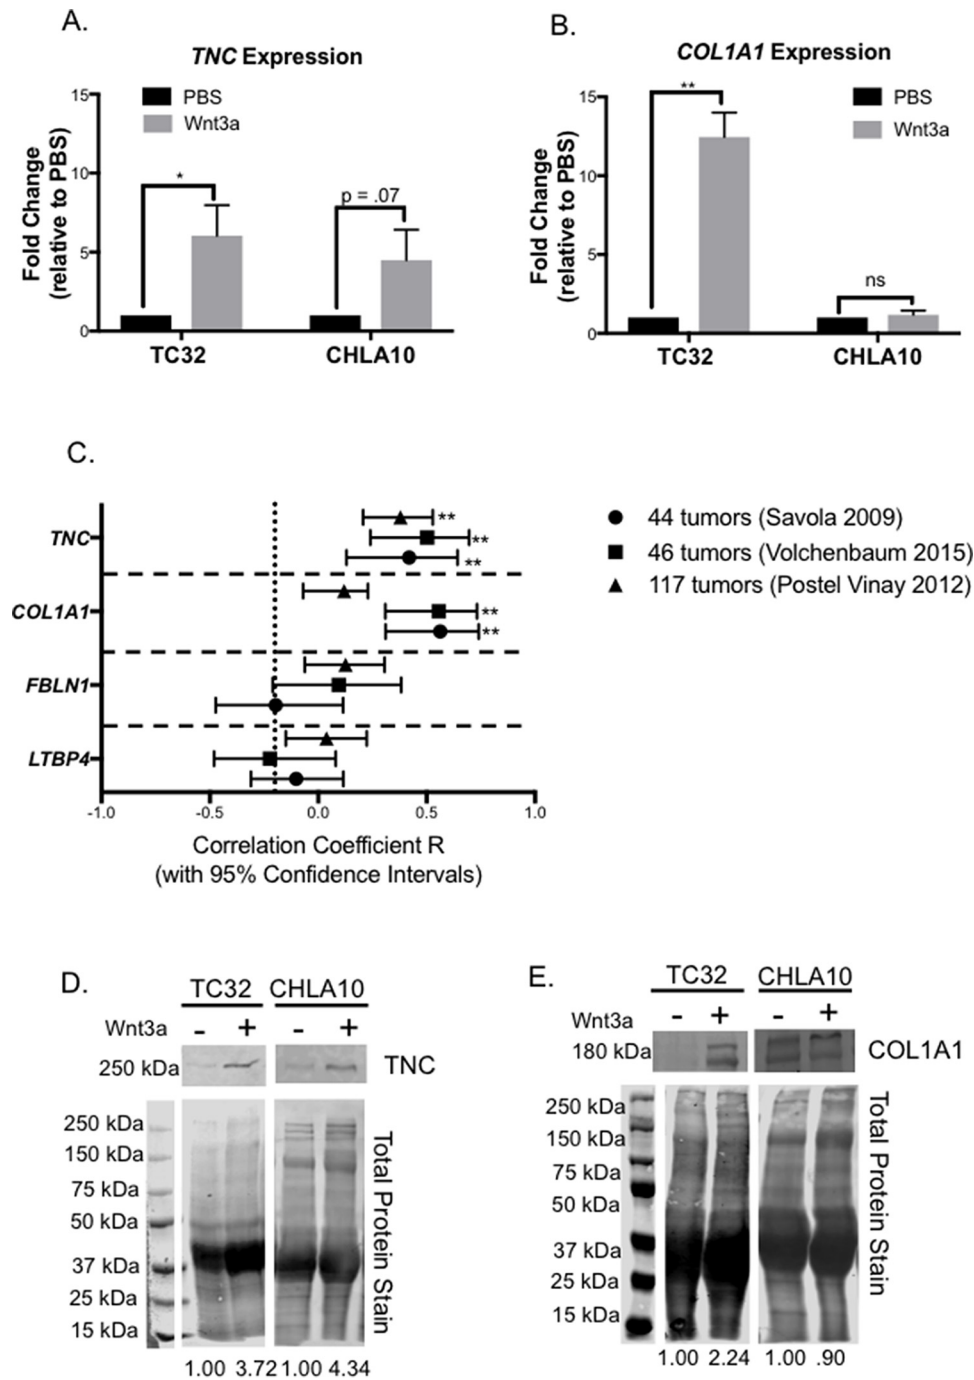 A.
TNC Expression
PBS
Wnt3a
Fold Change
(relative to PBS)
15
10
5
0
*
p = .07
TC32
CHLA10
B.
COL1A1 Expression
PBS
Wnt3a
Fold Change
(relative to PBS)
15
10
5
0
**
ns
TC32
CHLA10
C.
TNC
COL1A1
FBLN1
LTBP4
**
**
**
**
**
-1.0 -0.5 0.0 0.5 1.0
Correlation Coefficient R
(with 95% Confidence Intervals)
44 tumors (Savola 2009)
46 tumors (Volchenbaum 2015)
117 tumors (Postel Vinay 2012)
D.
TC32 CHLA10
Wnt3a - + - +
250 kDa TNC
250 kDa
150 kDa
75 kDa
50 kDa
37 kDa
25 kDa
15 kDa
Total Protein Stain
1.00 3.72 1.00 4.34
E.
TC32 CHLA10
Wnt3a - + - +
180 kDa COL1A1
250 kDa
150 kDa
75 kDa
50 kDa
37 kDa
25 kDa
15 kDa
Total Protein Stain
1.00 2.24 1.00 .90